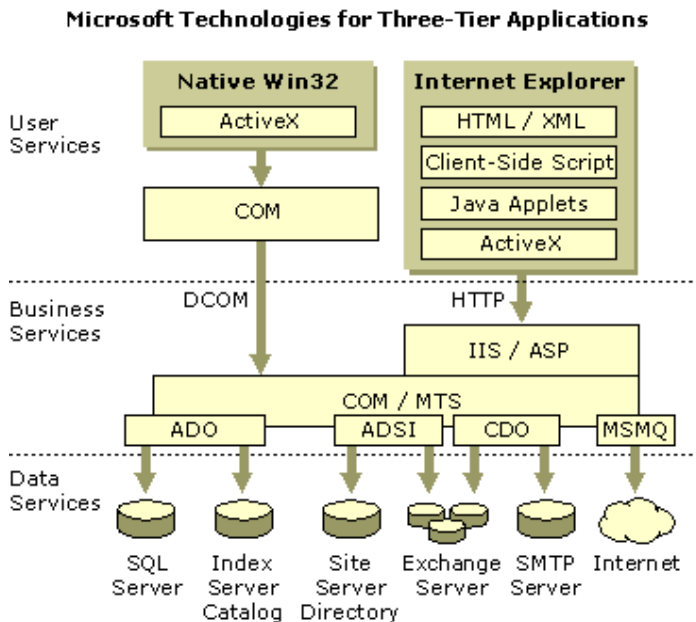 Microsoft Technologies for Three-Tier Applications
Native Win32
Internet Explorer
User
Services
ActiveX
HTML / XML
Client-Side Script
COM
Java Applets
ActiveX
DCOM
HTTP
Business
Services
IIS / ASP
COM / MTS
ADO
ADSI
CDO
MSMQ
Data
Services
SQL
Server
Index
Server
Catalog
Site
Server
Directory
Exchange
Server
SMTP
Server
Internet